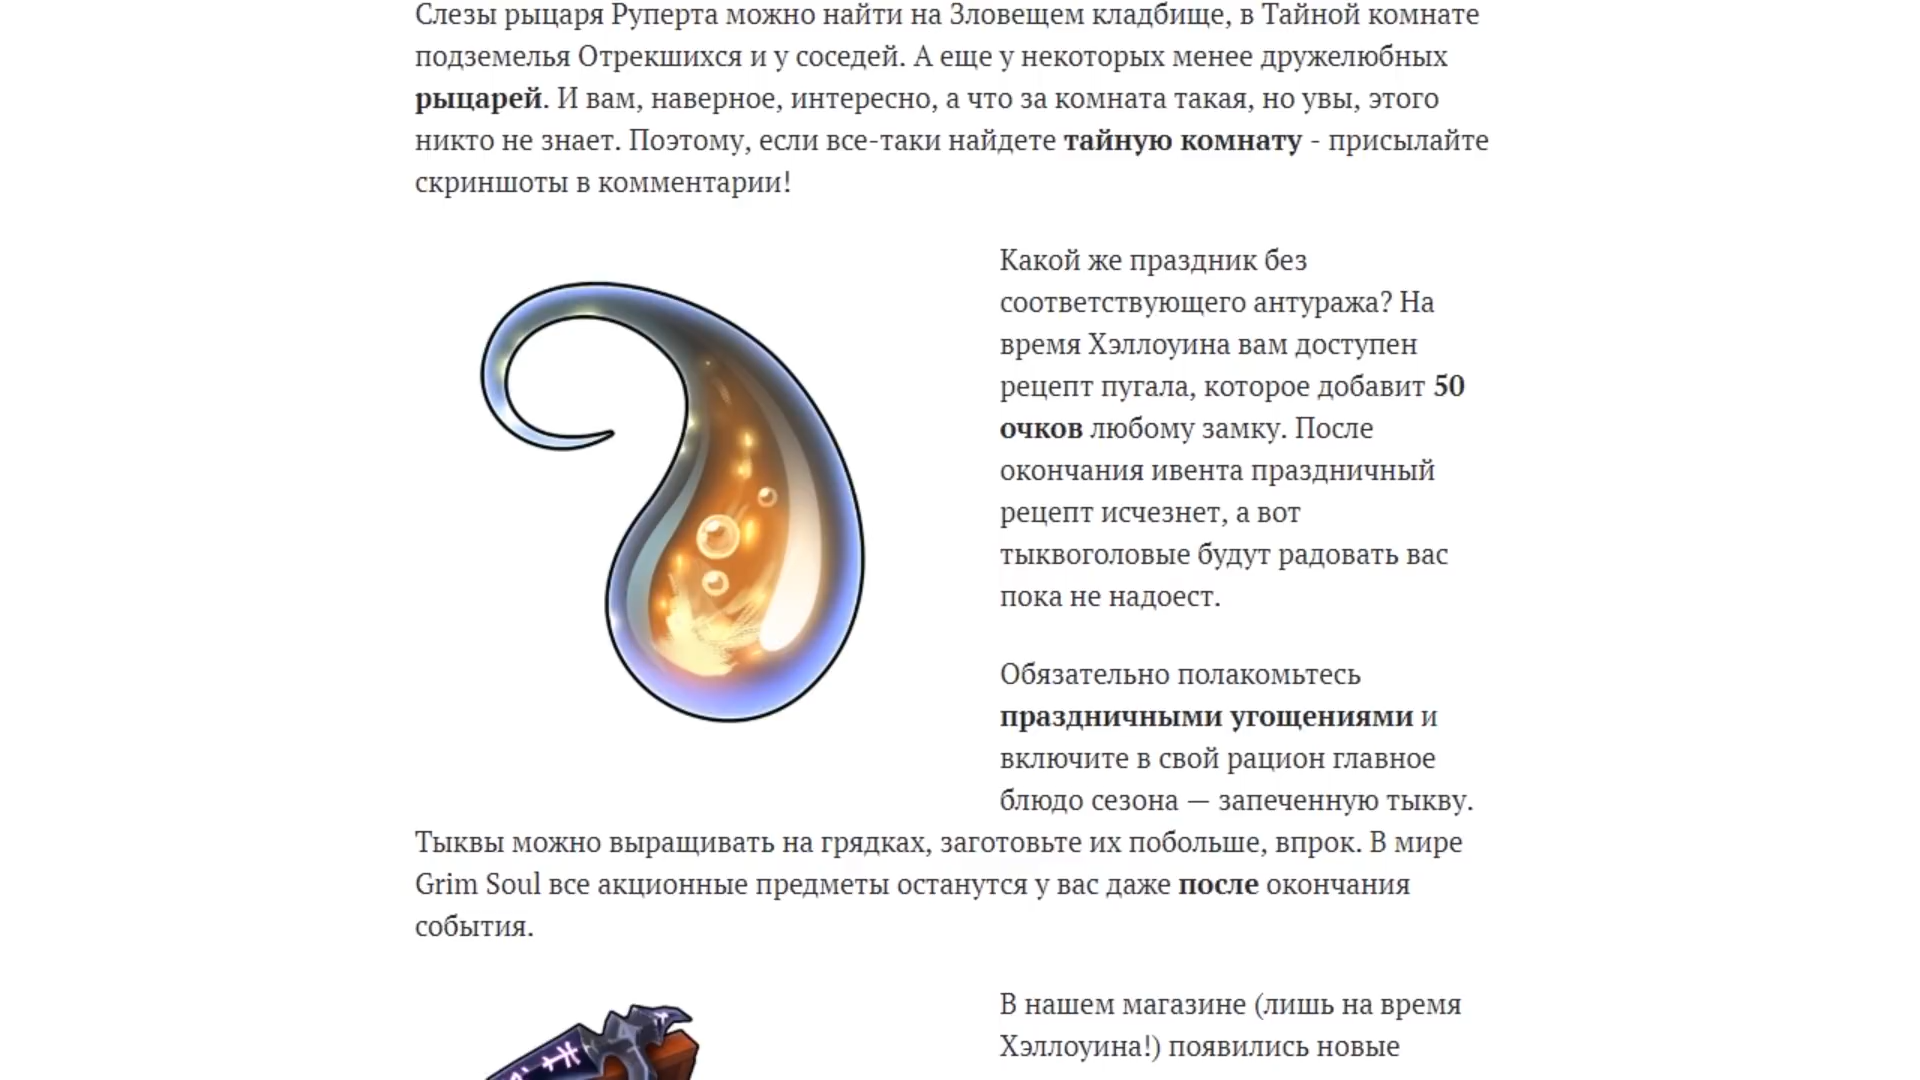 Слезы рыцаря Руперта можно найти на Зловещем кладбище, в Тайной комнате
подземелья Отрекшихся и у соседей. А еще у некоторых менее дружелюбных
рыцарей. И вам, наверное, интересно, а что за комната такая, но увы, этого
никто не знает. Поэтому, если все-таки найдете тайную комнату - присылайте
скриншоты в комментарии!
Какой же праздник без
соответствующего антуража? На
время Хэллоуина вам доступен
рецепт пугала, которое добавит 50
очков любому замку. После
окончания ивента праздничный
рецепт исчезнет, а вот
тыквоголовые будут радовать вас
пока не надоест.
Обязательно полакомьтесь
праздничными угощениями и
включите в свой рацион главное
блюдо сезона — запеченную тыкву.
Тыквы можно выращивать на грядках, заготовьте их побольше, впрок. В мире
Grim Soul все акционные предметы останутся у вас даже после окончания
события.
В нашем магазине (лишь на время
Хэллоуина!) появились новые